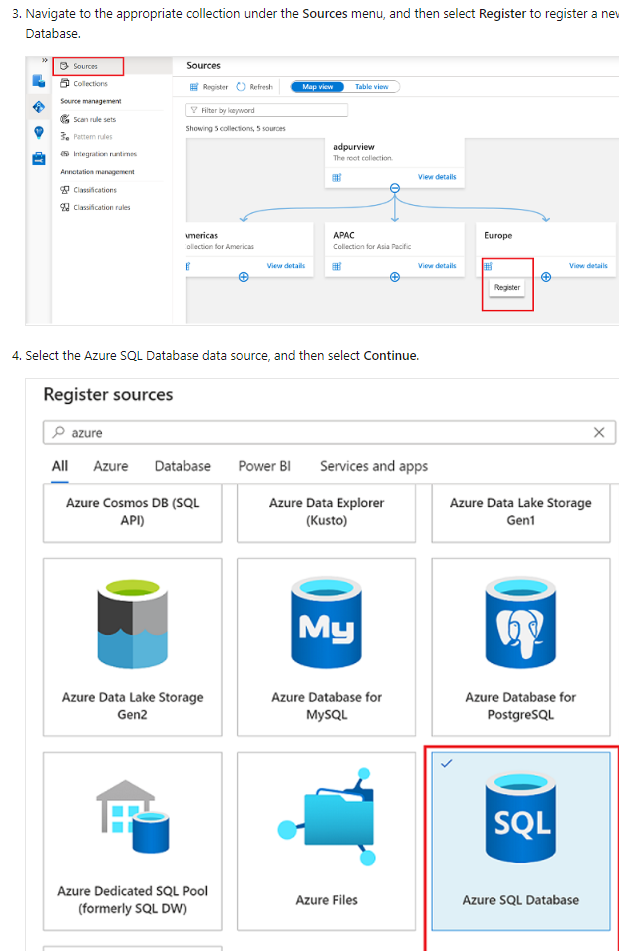 3. Navigate to the appropriate collection under the Sources menu, and then select Register to register a
Database.
Sources
Collections
Source management
Scan rule sets
Pattern rules
Integration runtimes
Annotation management
Classifications
Classification rules
Sources
Register
Refresh
Map view
Table view
Filter by keyword
Showing 5 collections, 5 sources
adpurview
The root collection.
View details
mericas
ollection for Americas
View details
APAC
Collection for Asia Pacific
View details
Europe
View details
Register
4. Select the Azure SQL Database data source, and then select Continue.
Register sources
azure
All Azure Database Power BI Services and apps
Azure Cosmos DB (SQL
API)
Azure Data Explorer
(Kusto)
Azure Data Lake Storage
Gen1
Azure Data Lake Storage
Gen2
My
Azure Database for
MySQL
Azure Database for
PostgreSQL
Azure Dedicated SQL Pool
(formerly SQL DW)
Azure Files
SQL
Azure SQL Database